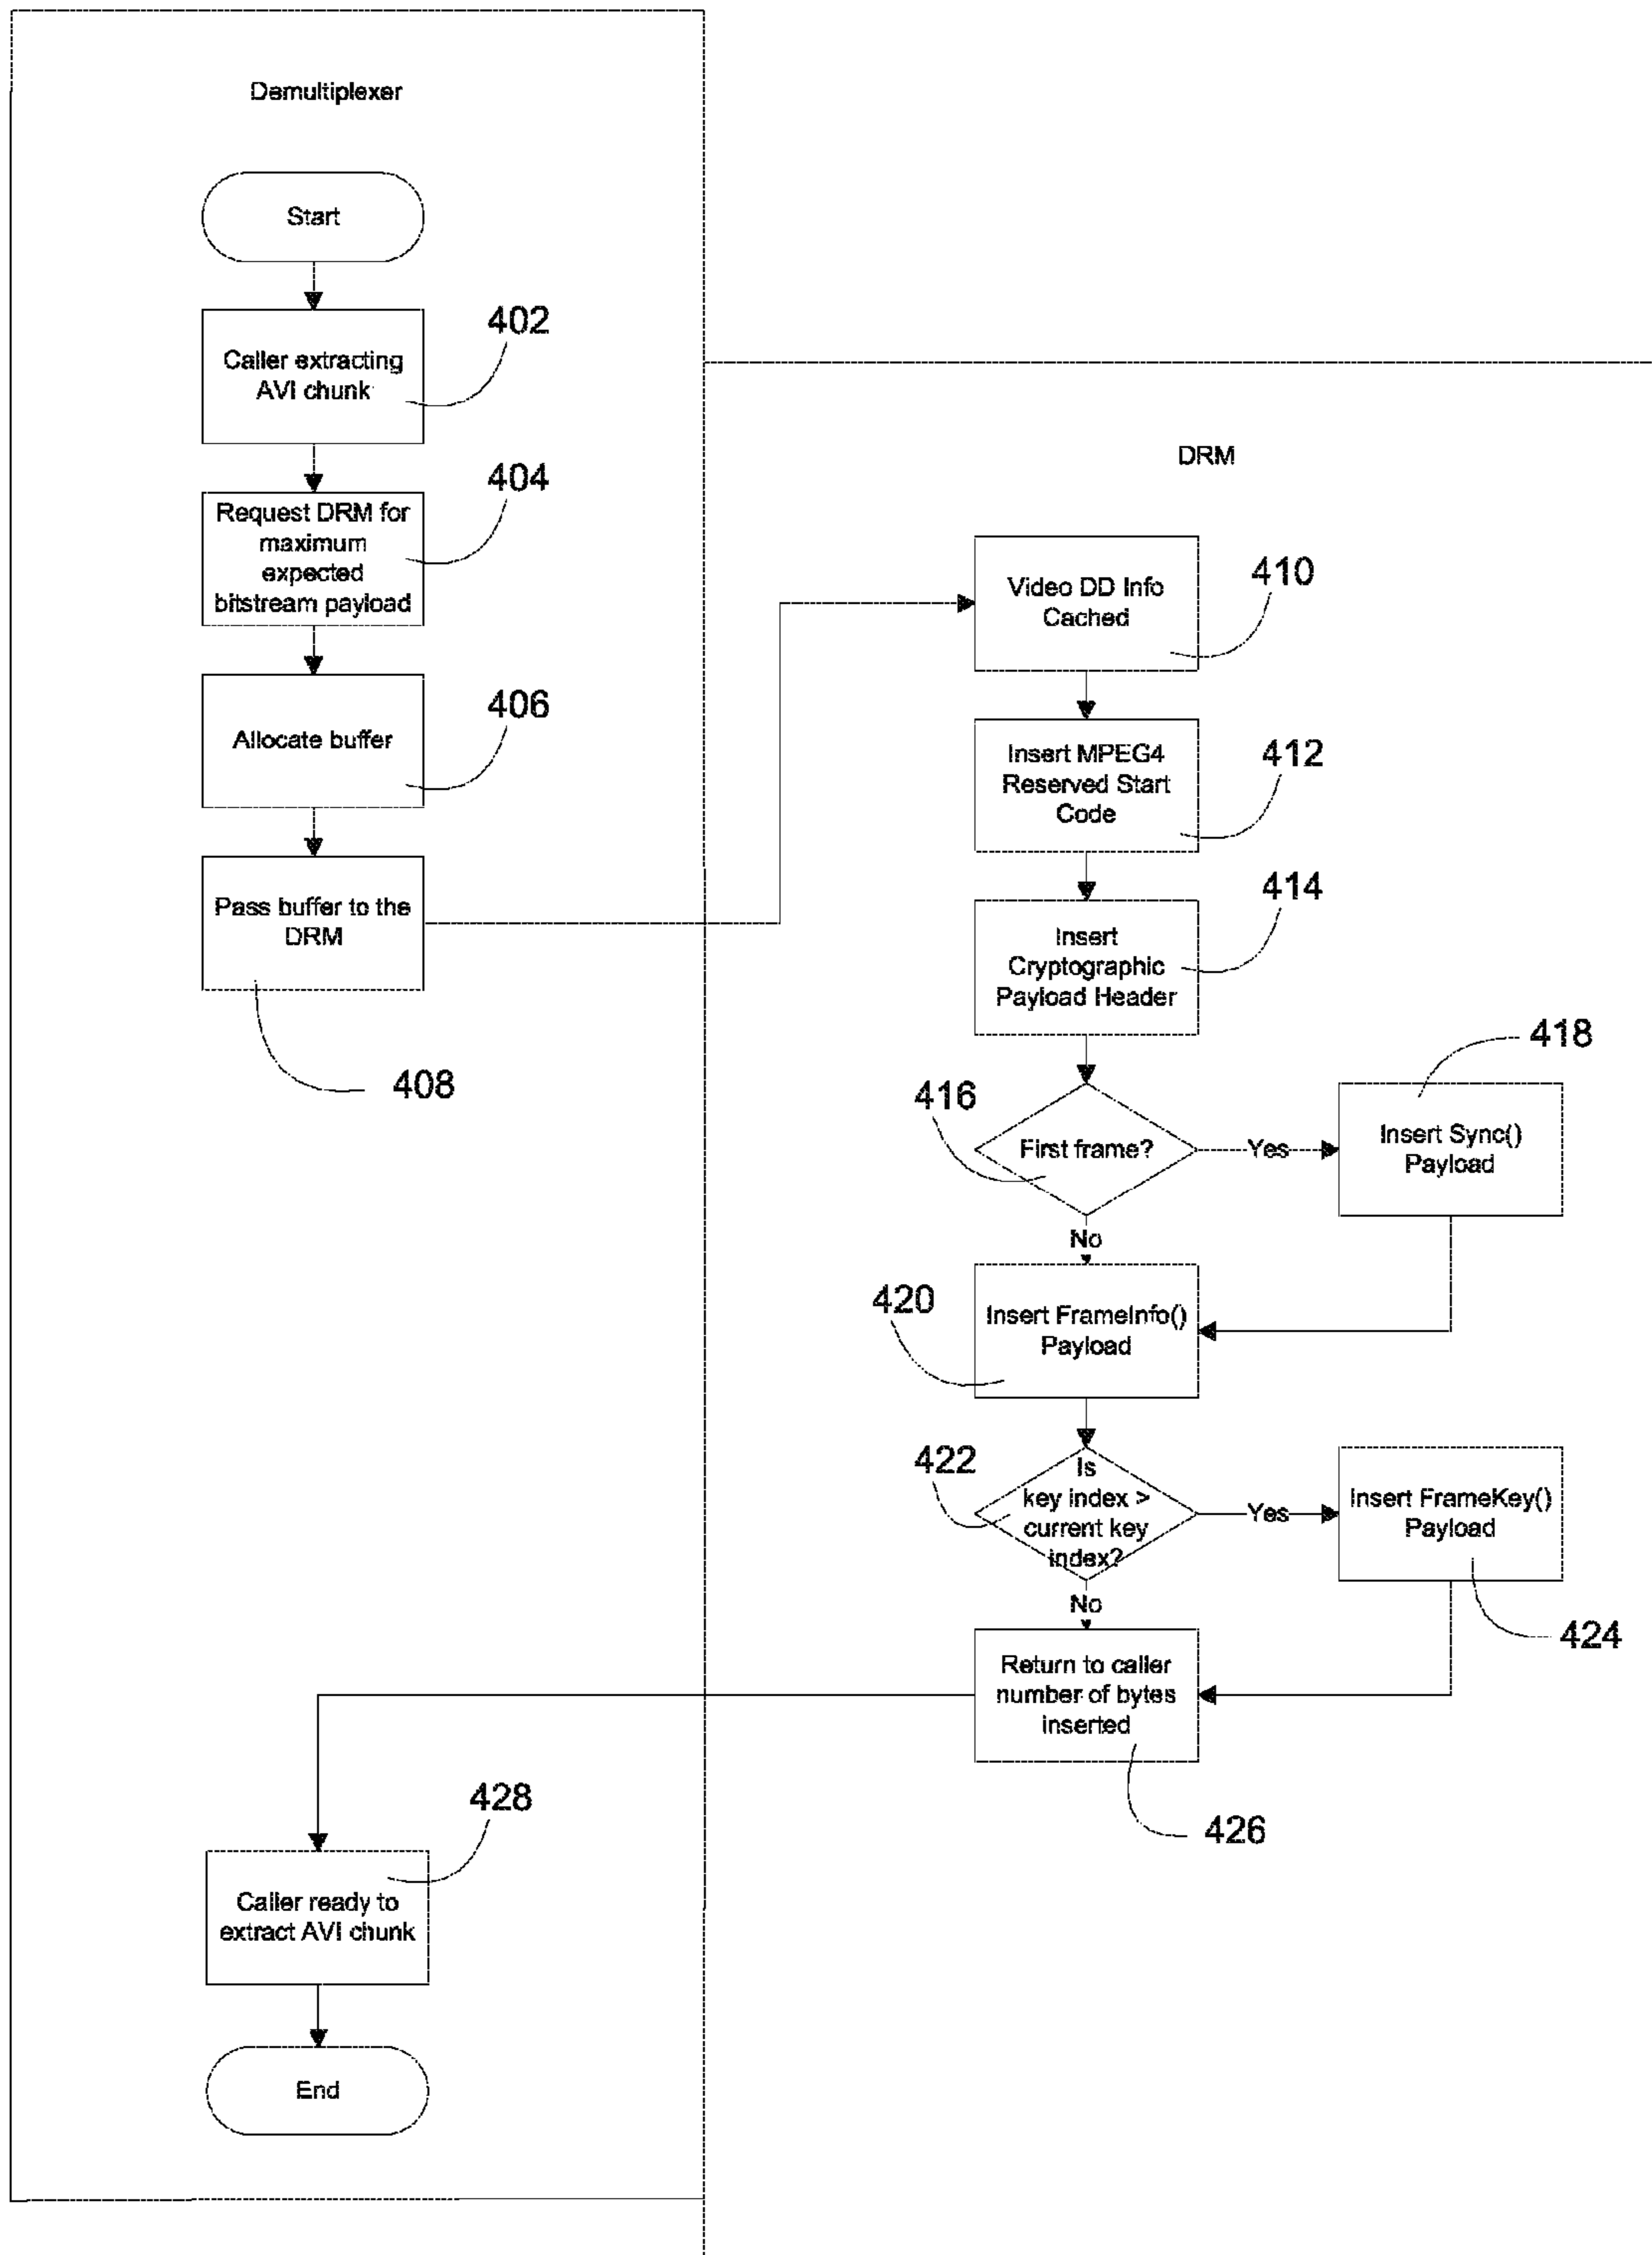 Demultiplexer
Start
402
Caller extracting
AVI chunk
404
Request DRM for
maximum
expected
bitstream payload
406
Allocate buffer
Pass buffer to the
DRM
408
DRM
410
Video DD Info
Cached
412
Insert MPEG4
Reserved Start
Code
414
Insert
Cryptographic
Payload Header
416
First frame?
Yes
418
Insert Sync()
Payload
No
420
Insert FrameInfo()
Payload
422
Is
key index >
current key
index?
Yes
Insert FrameKey()
Payload
424
No
Return to caller
number of bytes
inserted
426
428
Caller ready to
extract AVI chunk
End